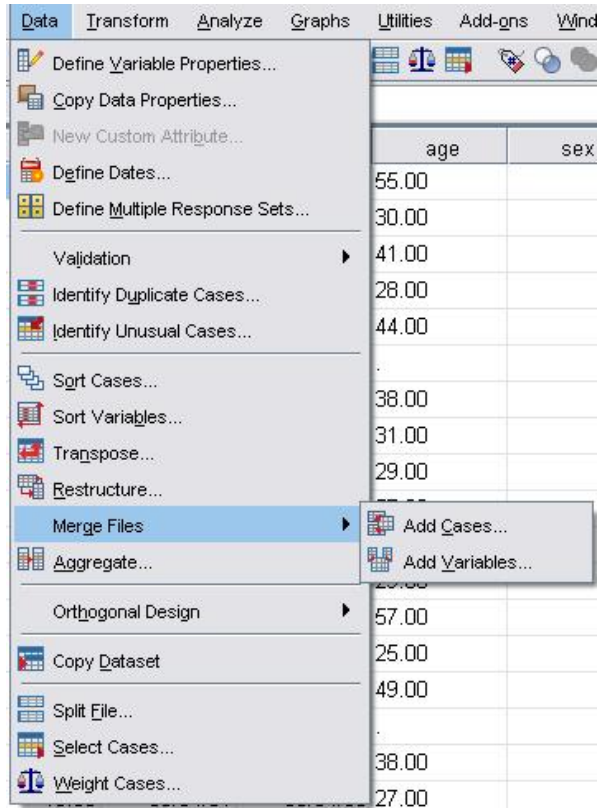 Data Transform Analyze Graphs Utilities Add-ons
Define Variable Properties...
Copy Data Properties...
New Custom Attribute...
Define Dates...
Define Multiple Response Sets...
Validation
Identify Duplicate Cases...
Identify Unusual Cases...
Sort Cases...
Sort Variables...
Transpose...
Restructure...
Merge Files
Aggregate...
Orthogonal Design
Copy Dataset
Split File...
Select Cases...
Weight Cases...
Add Cases...
Add Variables...
age sex
55.00
30.00
41.00
28.00
44.00
.
38.00
31.00
29.00
57.00
25.00
49.00
.
38.00
27.00